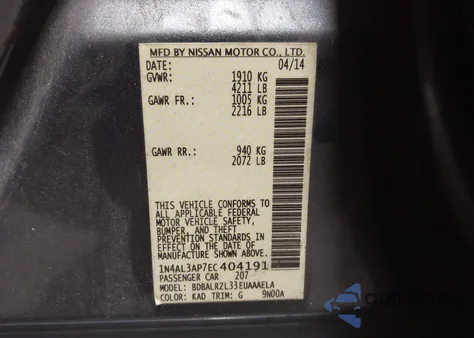 MFD BY NISSAN MOTOR CO., LTD.
DATE: 04/14
GVWR: 1910 KG
4211 LB
GAWR FR.: 1005 KG
2216 LB
GAWR RR.: 940 KG
2072 LB
THIS VEHICLE CONFORMS TO
ALL APPLICABLE FEDERAL
MOTOR VEHICLE SAFETY,
BUMPER, AND THEFT
PREVENTION STANDARDS IN
EFFECT ON THE DATE OF
MANUFACTURE SHOWN ABOVE.
1N4AL3AP7EC404191
PASSENGER CAR 207
MODEL: BDBALRZL33EUAAAELA
COLOR: KAD TRIM: G 9N00A